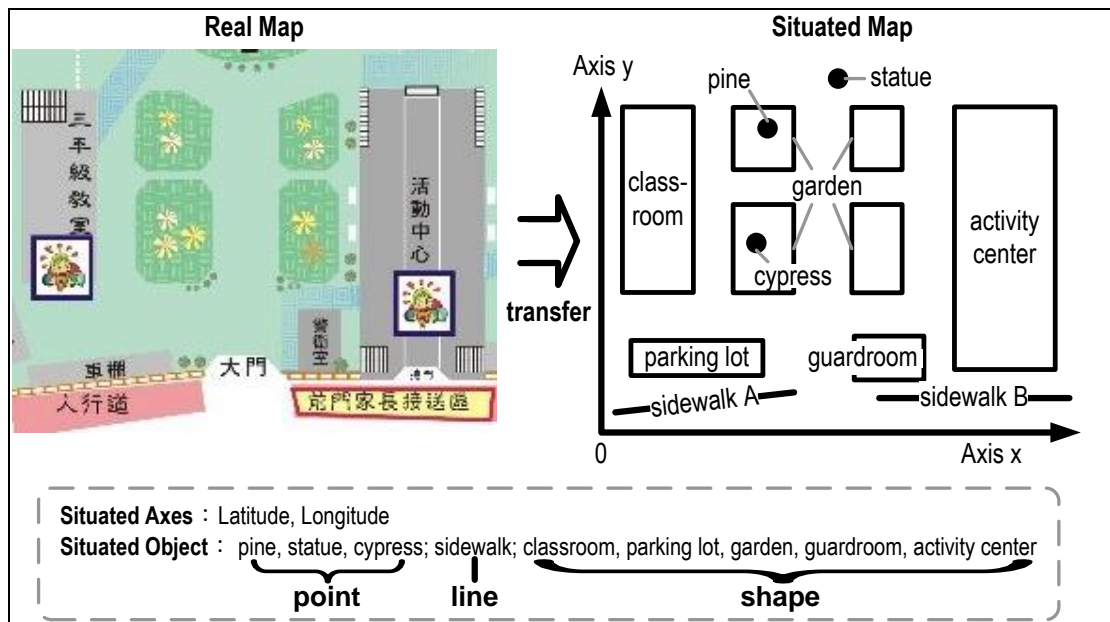 Real Map
三年級教室
活動中心
警衛室
車棚
大門
人行道
前門家長接送區
transfer
Situated Map
Axis y
pine
statue
class-
room
garden
activity
center
cypress
parking lot
guardroom
sidewalk A
sidewalk B
0
Axis x
Situated Axes：Latitude, Longitude
Situated Object： pine, statue, cypress; sidewalk; classroom, parking lot, garden, guardroom, activity center
point line shape